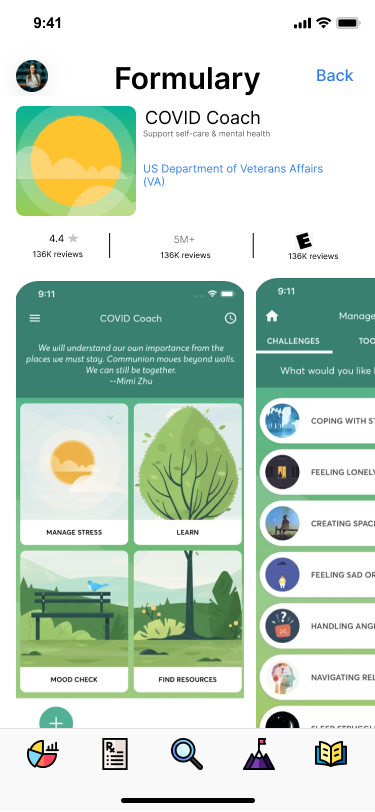 9:41
Formulary
Back
COVID Coach
Support self-care & mental health
US Department of Veterans Affairs
(VA)
4.4
5M+
E
136K reviews
136K reviews
136K reviews
9:11
COVID Coach
We will understand our own importance from the
places we must stay. Communion moves beyond walls.
We can still be together.
--Mimi Zhu
MANAGE STRESS
LEARN
MOOD CHECK
FIND RESOURCES
9:11
Manage
CHALLENGES
TOO
What would you like
COPING WITH ST
FEELING LONELY
CREATING SPAC
FEELING SAD OR
HANDLING ANG
NAVIGATING REL
SLEEP STRUGGL
Rx